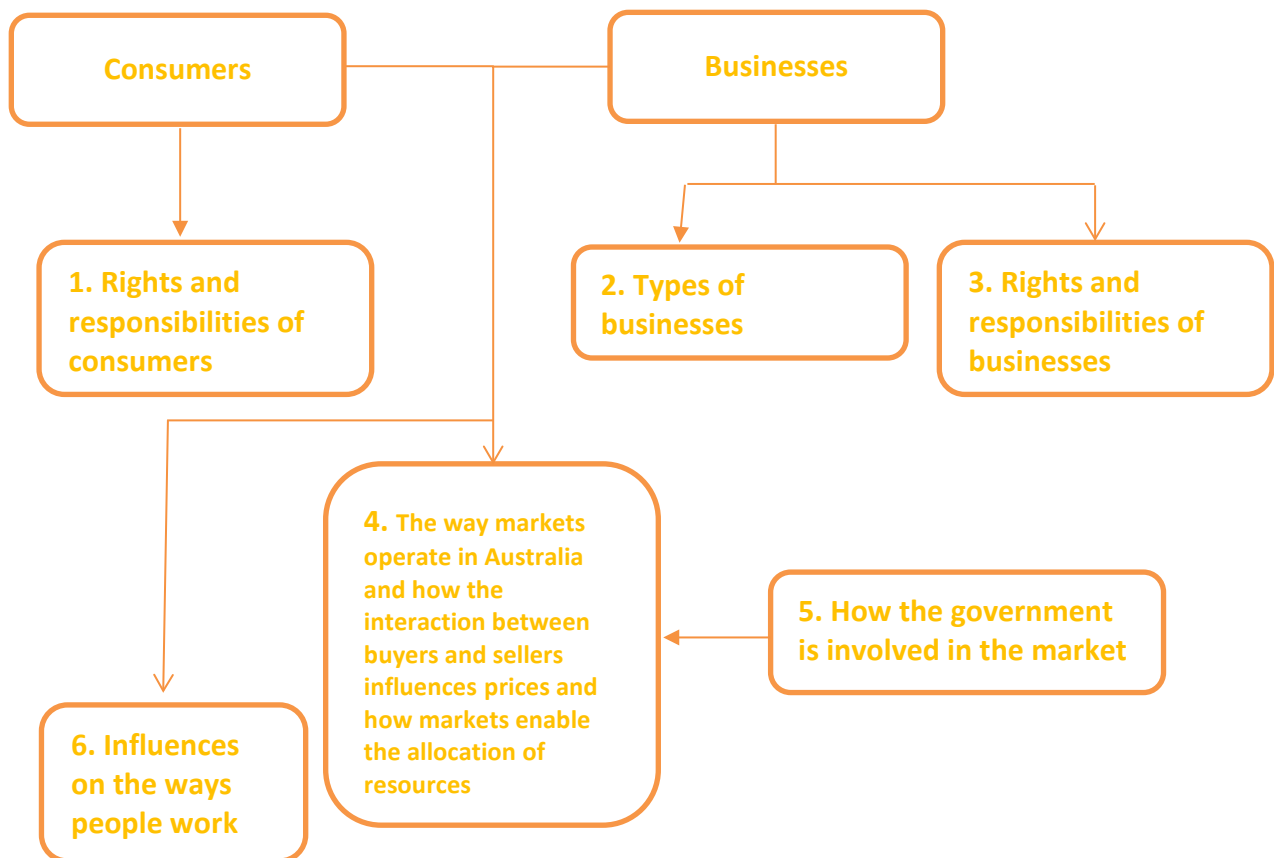 Consumers
Businesses
1. Rights and
responsibilities of
consumers
2. Types of
businesses
3. Rights and
responsibilities of
businesses
4. The way markets
operate in Australia
and how the
interaction between
buyers and sellers
influences prices and
how markets enable
the allocation of
resources
5. How the government
is involved in the market
6. Influences
on the ways
people work